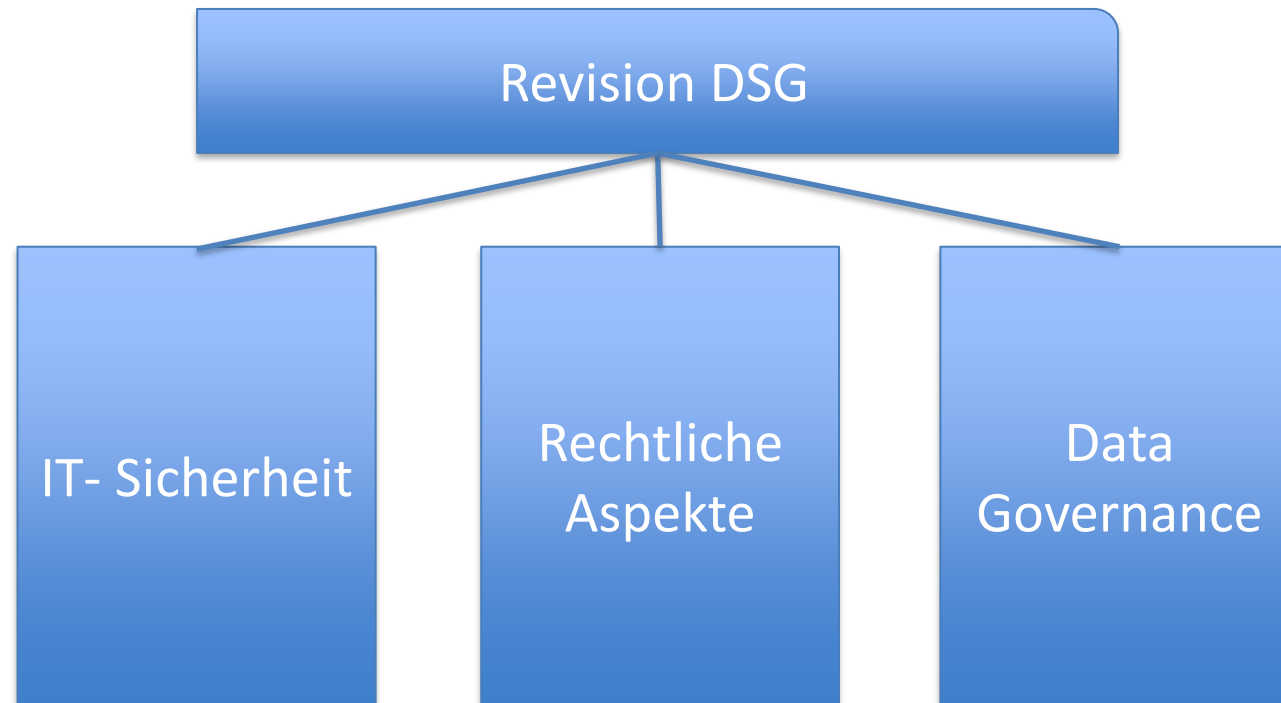 Revision DSG
IT- Sicherheit
Rechtliche
Aspekte
Data
Governance